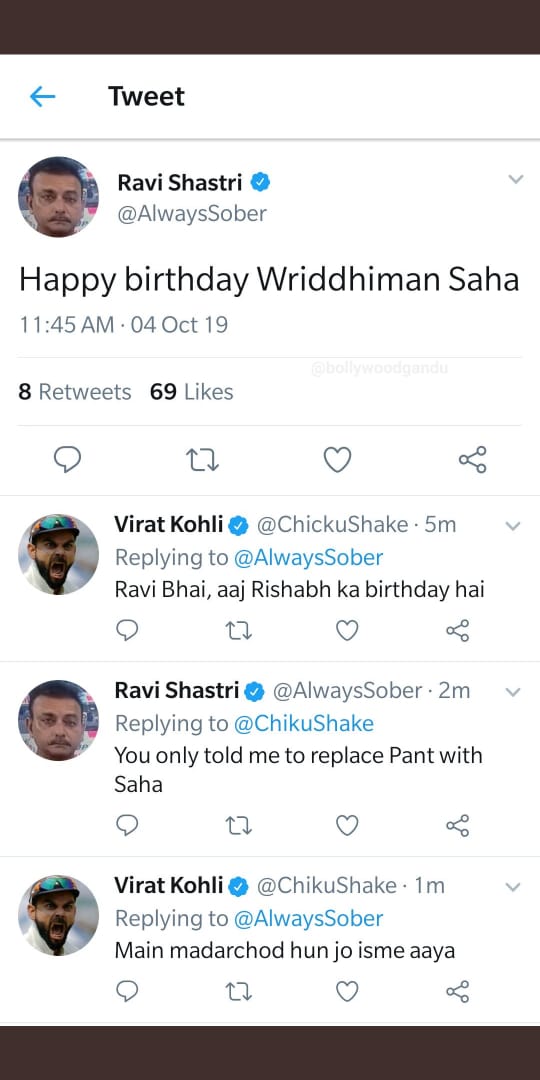 Tweet
Ravi Shastri
@AlwaysSober
Happy birthday Wriddhiman Saha
11:45 AM · 04 Oct 19
@bollywoodgandu
8 Retweets 69 Likes
Virat Kohli @ChickuShake · 5m
Replying to @AlwaysSober
Ravi Bhai, aaj Rishabh ka birthday hai
Ravi Shastri @AlwaysSober · 2m
Replying to @ChikuShake
You only told me to replace Pant with
Saha
Virat Kohli @ChikuShake · 1m
Replying to @AlwaysSober
Main madarchod hun jo isme aaya